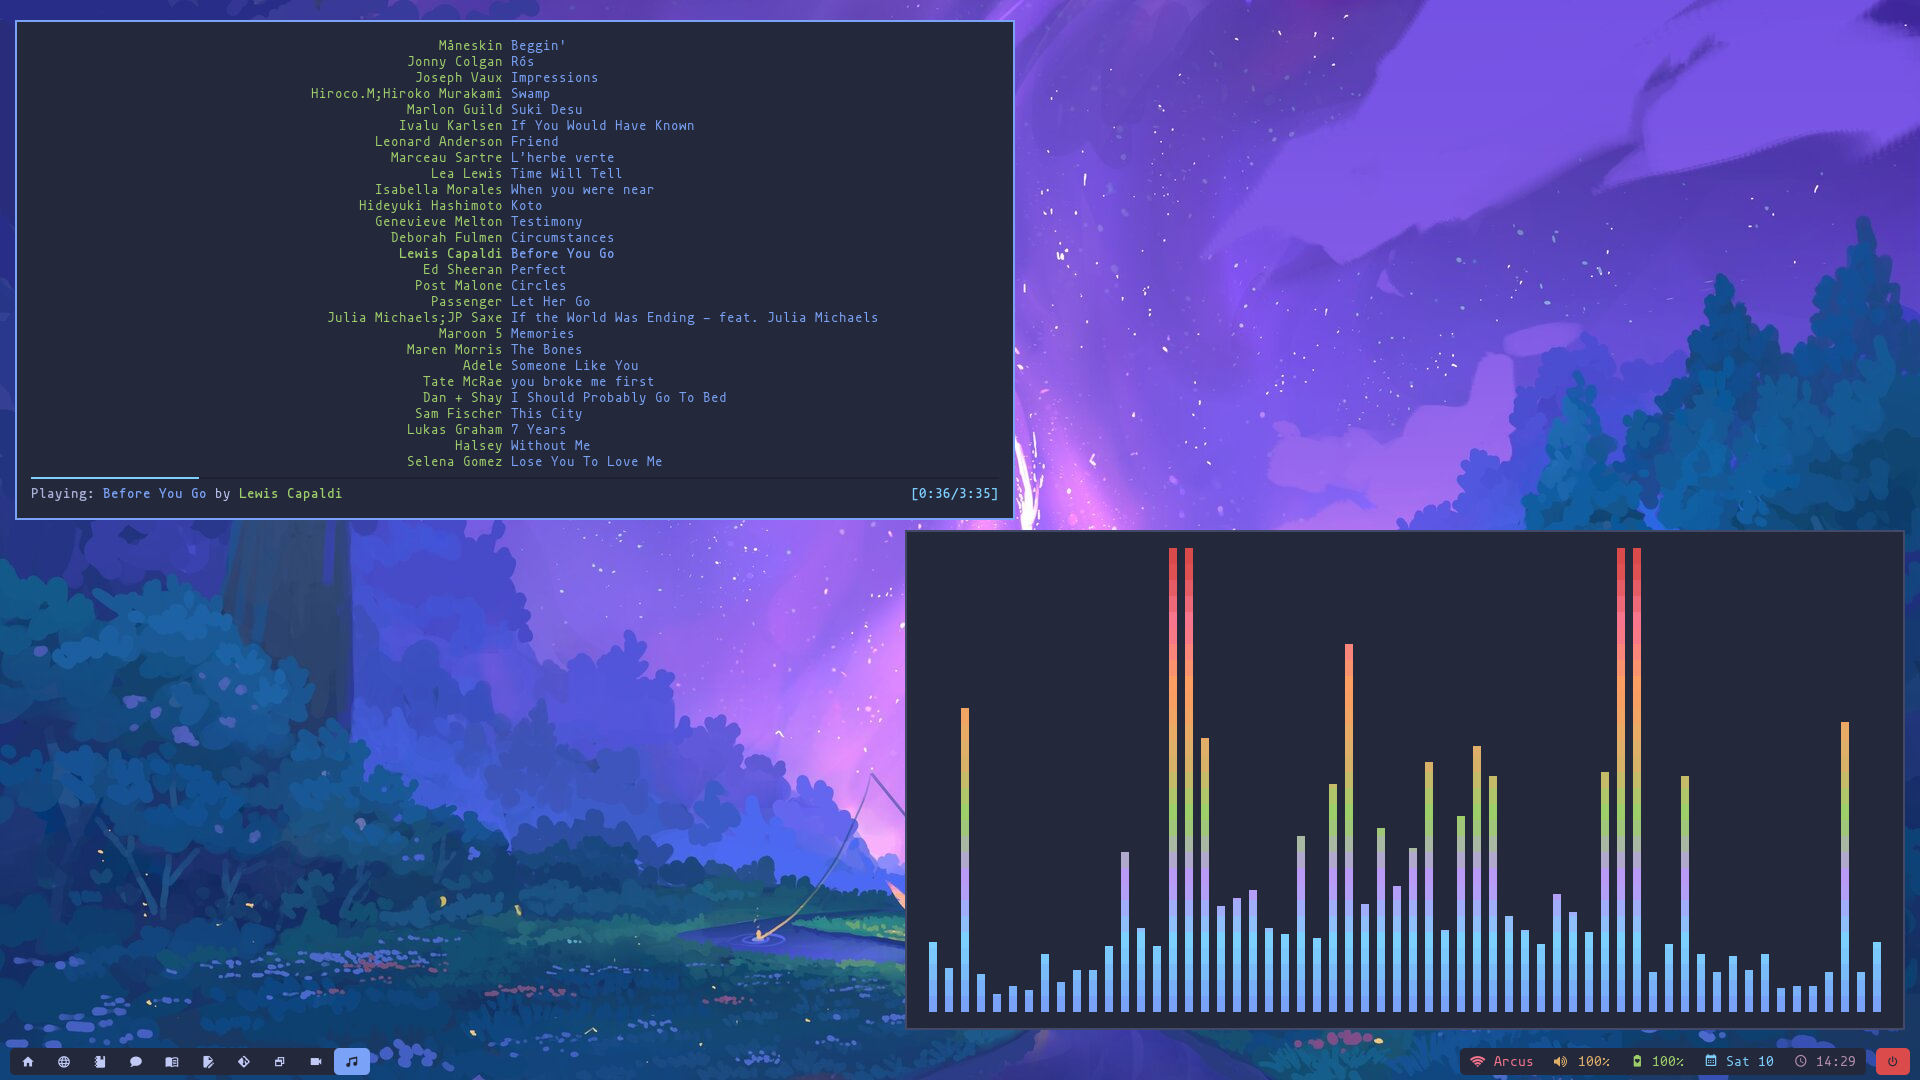 Måneskin Beggin'
Jonny Colgan Rós
Joseph Vaux Impressions
Hiroco.M;Hiroko Murakami Swamp
Marlon Guild Suki Desu
Ivalu Karlsen If You Would Have Known
Leonard Anderson Friend
Marceau Sartre L’herbe verte
Lea Lewis Time Will Tell
Isabella Morales When you were near
Hideyuki Hashimoto Koto
Genevieve Melton Testimony
Deborah Fulmen Circumstances
Lewis Capaldi Before You Go
Ed Sheeran Perfect
Post Malone Circles
Passenger Let Her Go
Julia Michaels;JP Saxe If the World Was Ending – feat. Julia Michaels
Maroon 5 Memories
Maren Morris The Bones
Adele Someone Like You
Tate McRae you broke me first
Dan + Shay I Should Probably Go To Bed
Sam Fischer This City
Lukas Graham 7 Years
Halsey Without Me
Selena Gomez Lose You To Love Me
Playing: Before You Go by Lewis Capaldi [0:36/3:35]
Arcus 100% 100% Sat 10 14:29